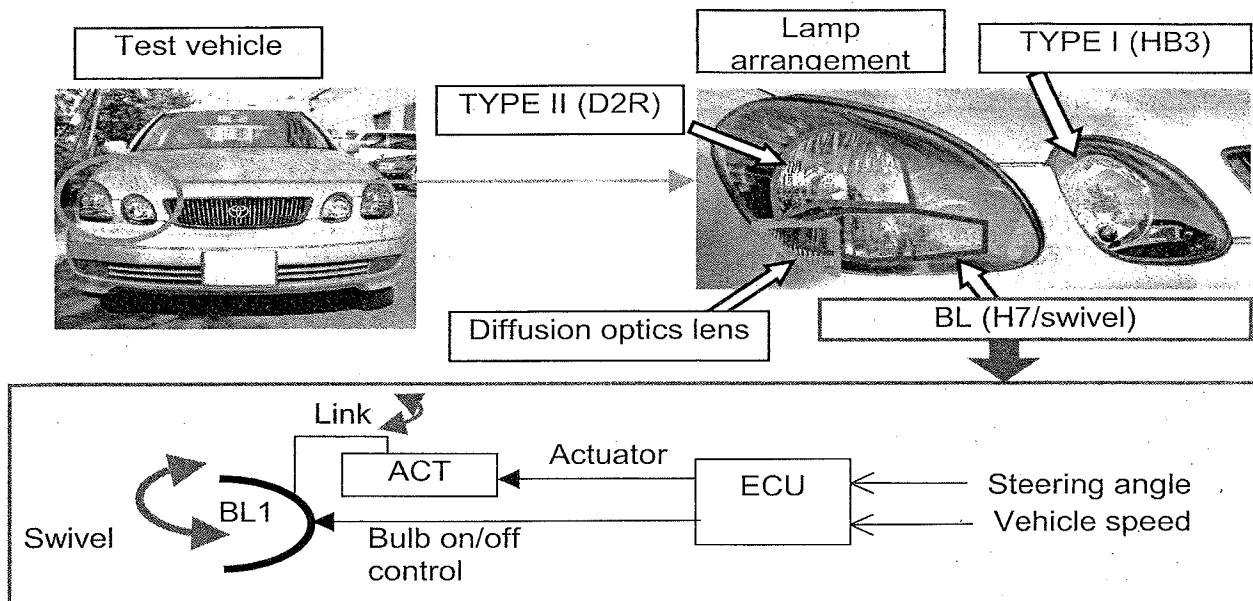 Test vehicle
Lamp
arrangement
TYPE I (HB3)
TYPE II (D2R)
Diffusion optics lens
BL (H7/swivel)
Link
ACT
Actuator
ECU
Steering angle
Vehicle speed
BL1
Swivel
Bulb on/off
control